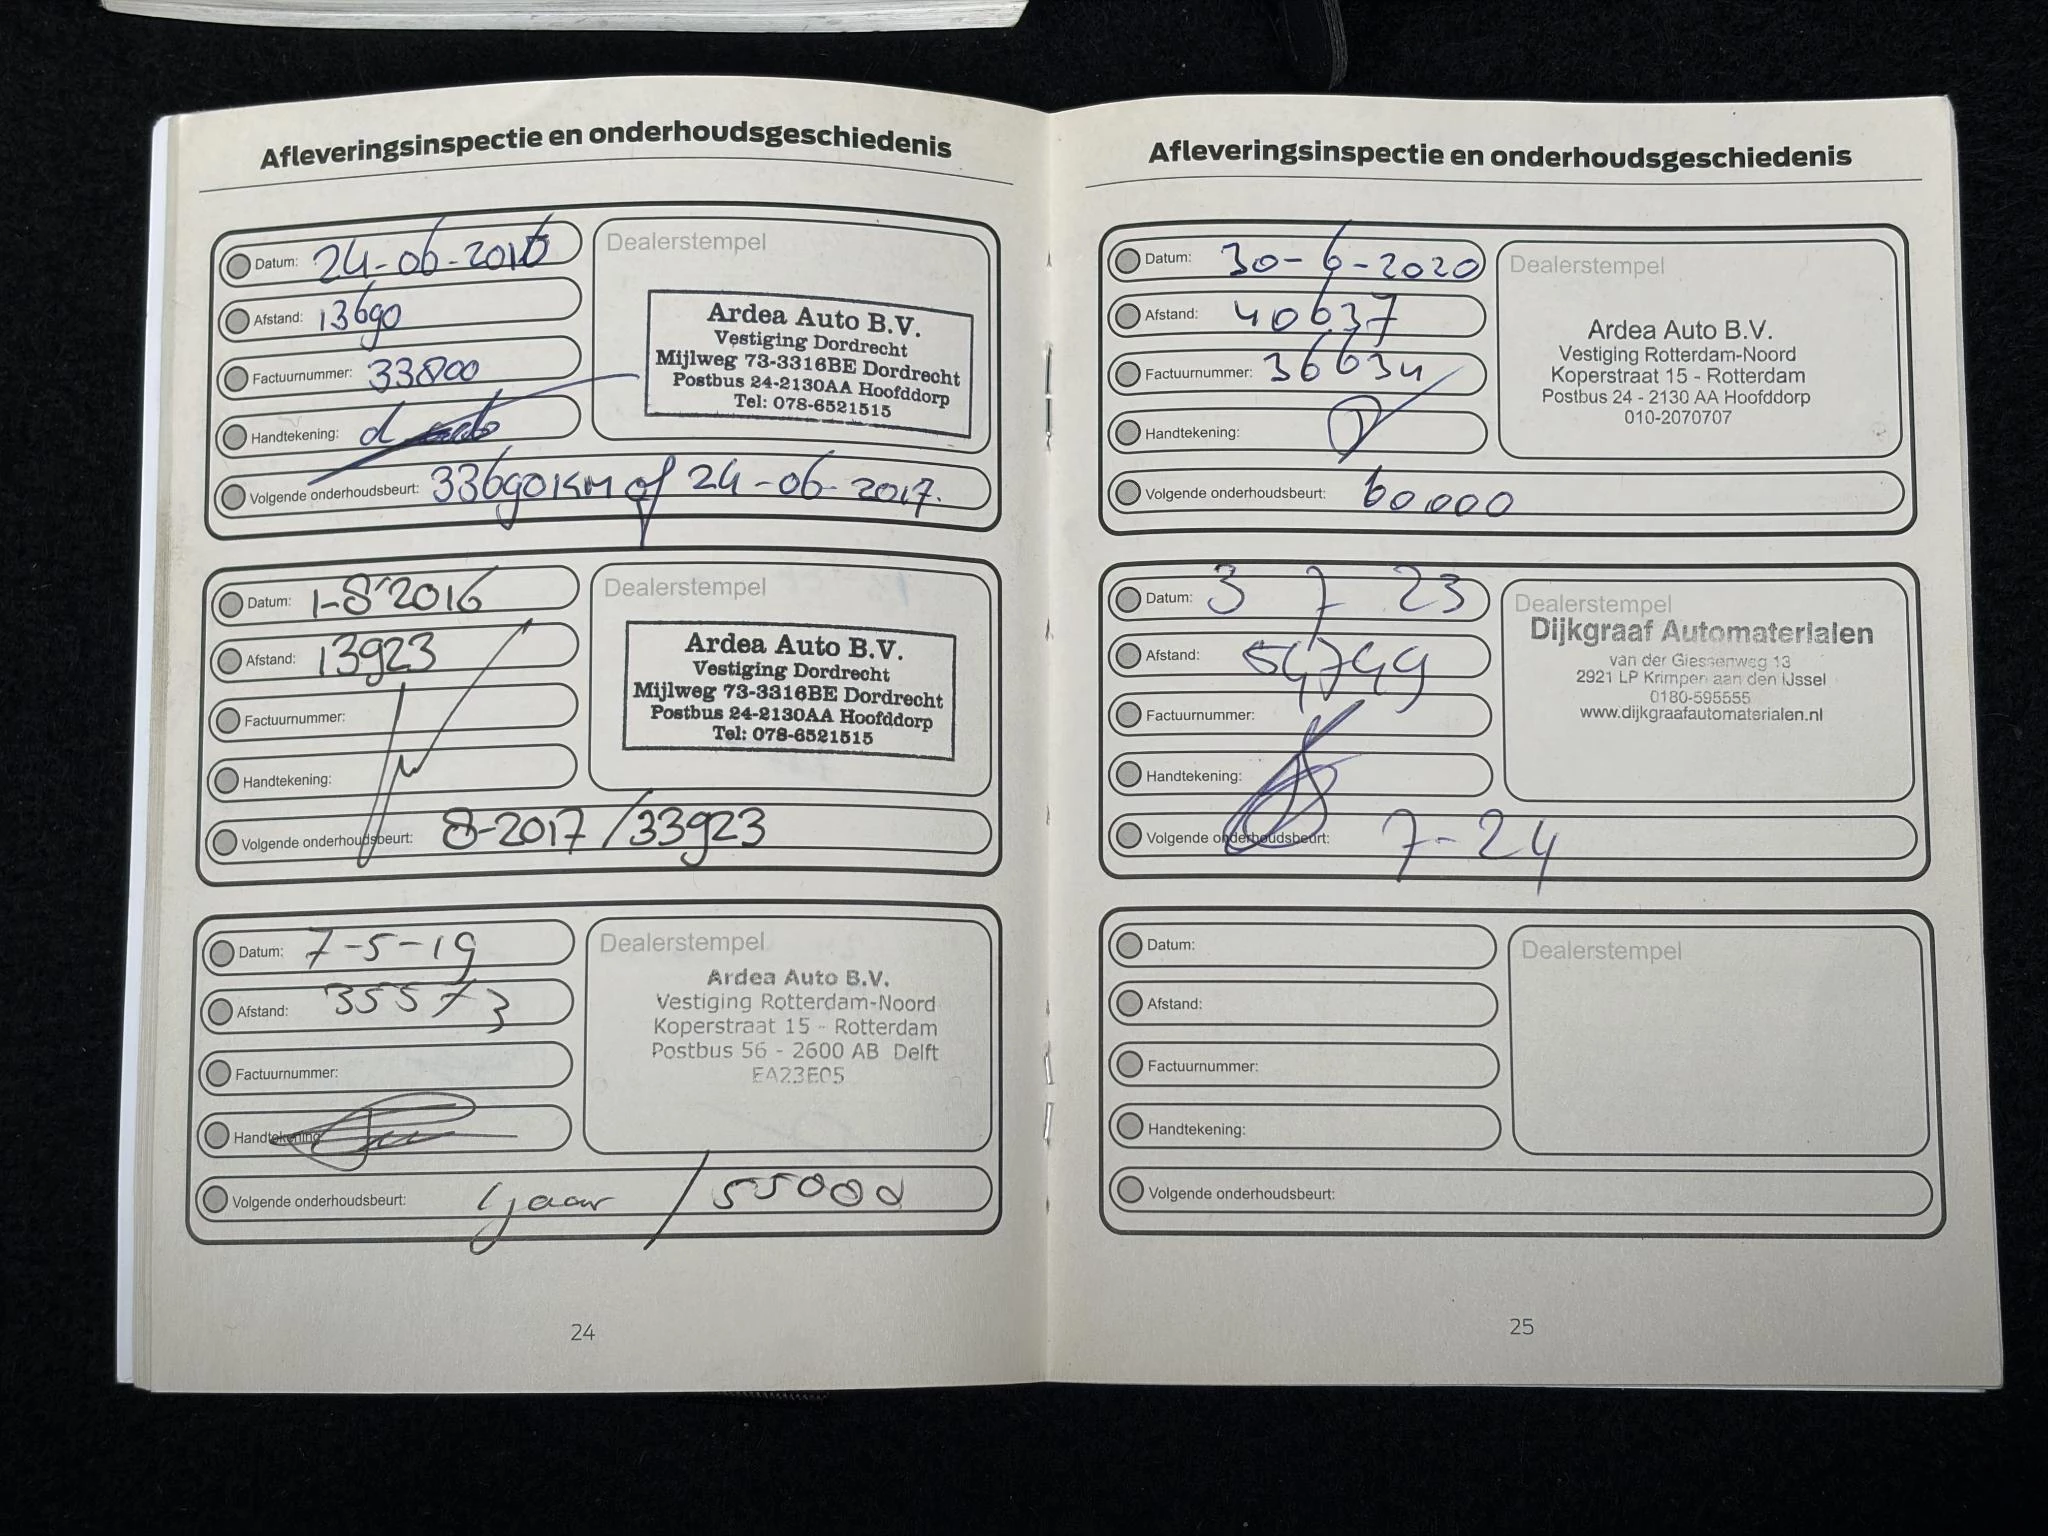 Afleveringsinspectie en onderhoudsgeschiedenis
Datum: 24-06-2016
Afstand: 13690
Factuurnummer: 33800
Handtekening:
Volgende onderhoudsbeurt: 33690 KM of 24-06-2017.
Dealerstempel
Ardea Auto B.V.
Vestiging Dordrecht
Mijlweg 73-3316BE Dordrecht
Postbus 24-2130AA Hoofddorp
Tel: 078-6521515
Datum: 1-8-2016
Afstand: 13923
Factuurnummer:
Handtekening:
Volgende onderhoudsbeurt: 8-2017 / 33923
Dealerstempel
Ardea Auto B.V.
Vestiging Dordrecht
Mijlweg 73-3316BE Dordrecht
Postbus 24-2130AA Hoofddorp
Tel: 078-6521515
Datum: 7-5-19
Afstand: 35573
Factuurnummer:
Handtekening:
Volgende onderhoudsbeurt: 1 jaar / 55000
Dealerstempel
Ardea Auto B.V.
Vestiging Rotterdam-Noord
Koperstraat 15 - Rotterdam
Postbus 56 - 2600 AB Delft
EA23E05
24
Afleveringsinspectie en onderhoudsgeschiedenis
Datum: 30-6-2020
Afstand: 40637
Factuurnummer: 36634
Handtekening:
Volgende onderhoudsbeurt: 60.000
Dealerstempel
Ardea Auto B.V.
Vestiging Rotterdam-Noord
Koperstraat 15 - Rotterdam
Postbus 24 - 2130 AA Hoofddorp
010-2070707
Datum: 3 7 23
Afstand: 54749
Factuurnummer:
Handtekening:
Volgende onderhoudsbeurt: 7-24
Dealerstempel
Dijkgraaf Automaterialen
van der Giessenweg 13
2921 LP Krimpen aan den IJssel
0180-595555
www.dijkgraafautomaterialen.nl
Datum:
Afstand:
Factuurnummer:
Handtekening:
Volgende onderhoudsbeurt:
Dealerstempel
25